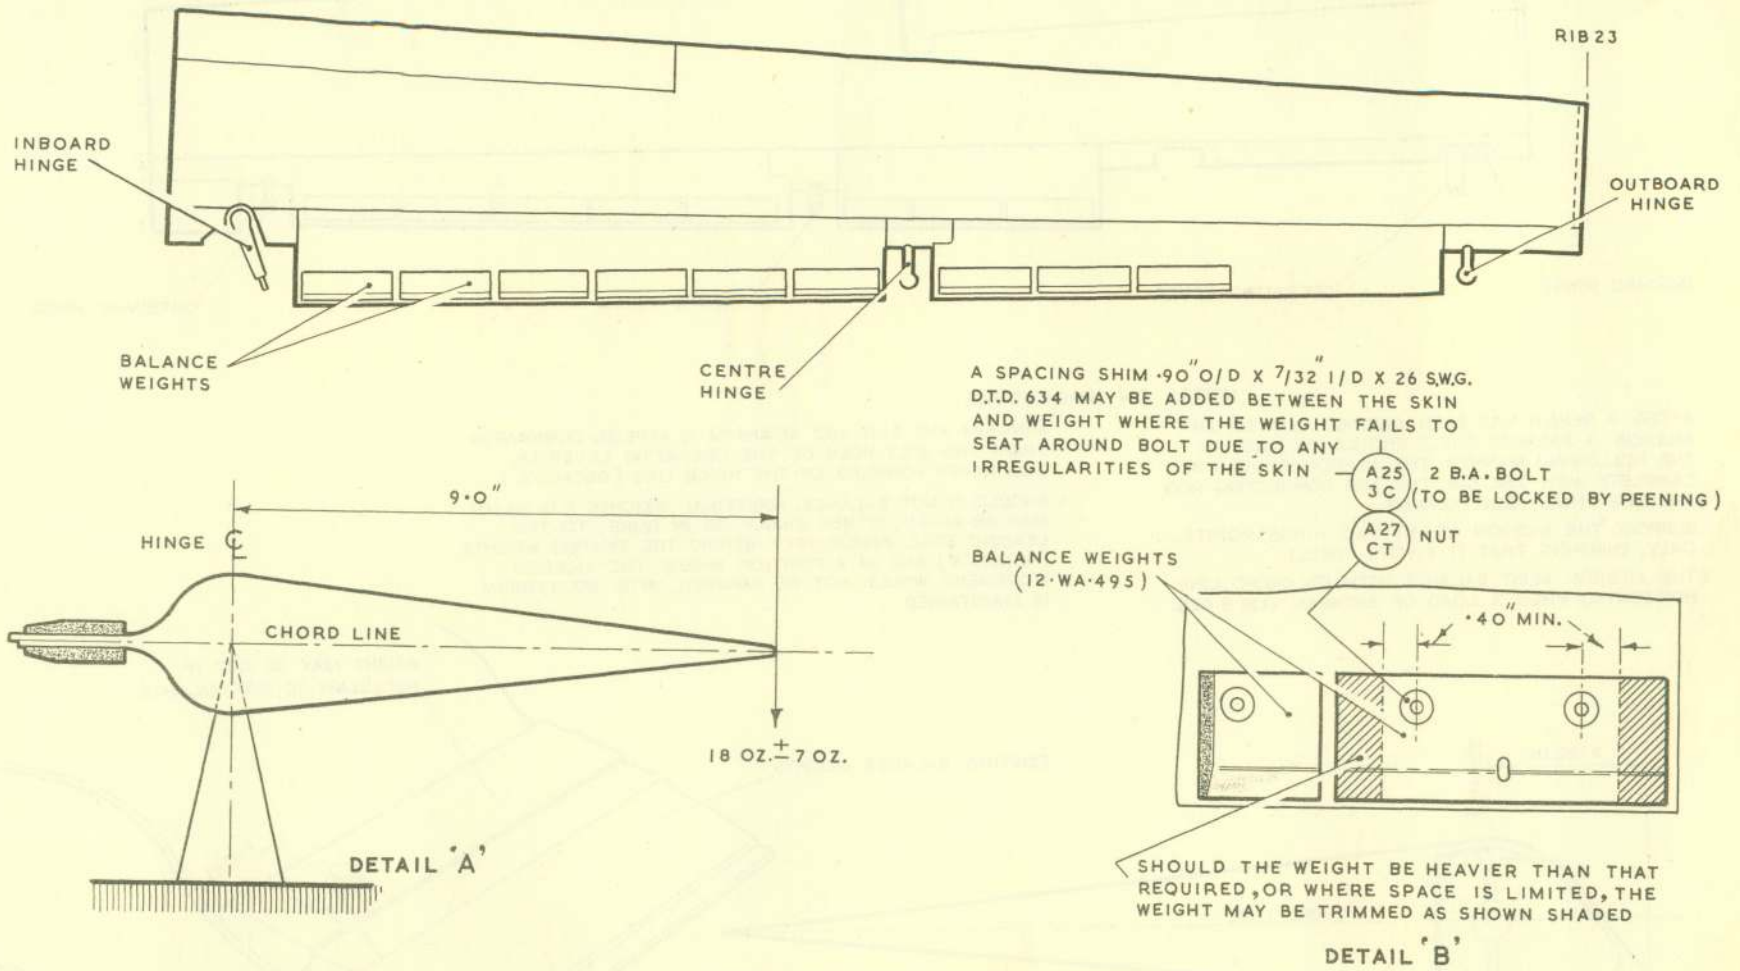 RIB 23
INBOARD
HINGE
OUTBOARD
HINGE
BALANCE
WEIGHTS
CENTRE
HINGE
A SPACING SHIM ·90" O/D X 7/32" I/D X 26 S.W.G.
D.T.D. 634 MAY BE ADDED BETWEEN THE SKIN
AND WEIGHT WHERE THE WEIGHT FAILS TO
SEAT AROUND BOLT DUE TO ANY
IRREGULARITIES OF THE SKIN
A25
3C
2 B.A. BOLT
(TO BE LOCKED BY PEENING)
A27
CT
NUT
BALANCE WEIGHTS
(12·WA·495)
·40" MIN.
9·0"
HINGE ℄
CHORD LINE
18 OZ. ± 7 OZ.
DETAIL 'A'
SHOULD THE WEIGHT BE HEAVIER THAN THAT
REQUIRED, OR WHERE SPACE IS LIMITED, THE
WEIGHT MAY BE TRIMMED AS SHOWN SHADED
DETAIL 'B'